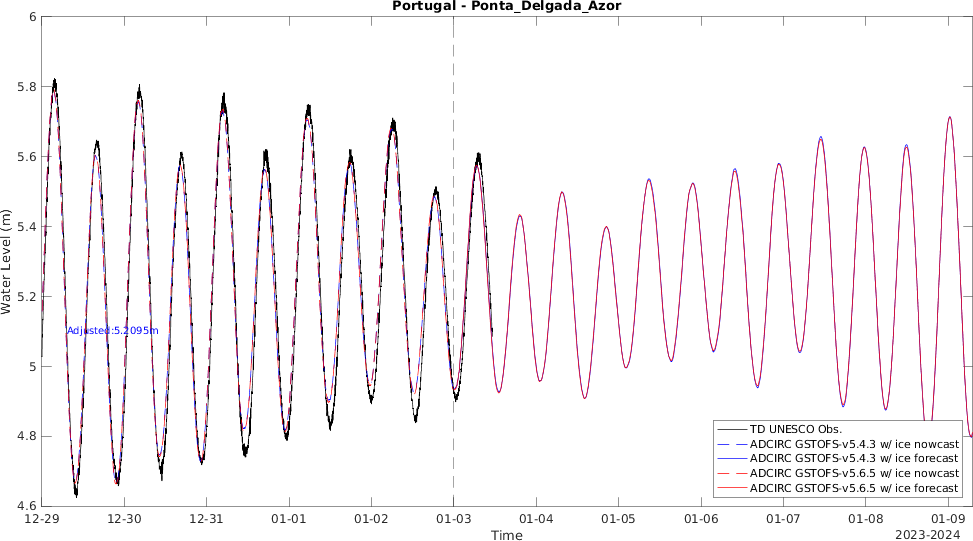 Portugal - Ponta_Delgada_Azor
6
5.8
5.6
5.4
5.2
5
4.8
4.6
Water Level (m)
Adjusted:5.2095m
TD UNESCO Obs.
ADCIRC GSTOFS-v5.4.3 w/ ice nowcast
ADCIRC GSTOFS-v5.4.3 w/ ice forecast
ADCIRC GSTOFS-v5.6.5 w/ ice nowcast
ADCIRC GSTOFS-v5.6.5 w/ ice forecast
12-29 12-30 12-31 01-01 01-02 01-03 01-04 01-05 01-06 01-07 01-08 01-09
Time
2023-2024